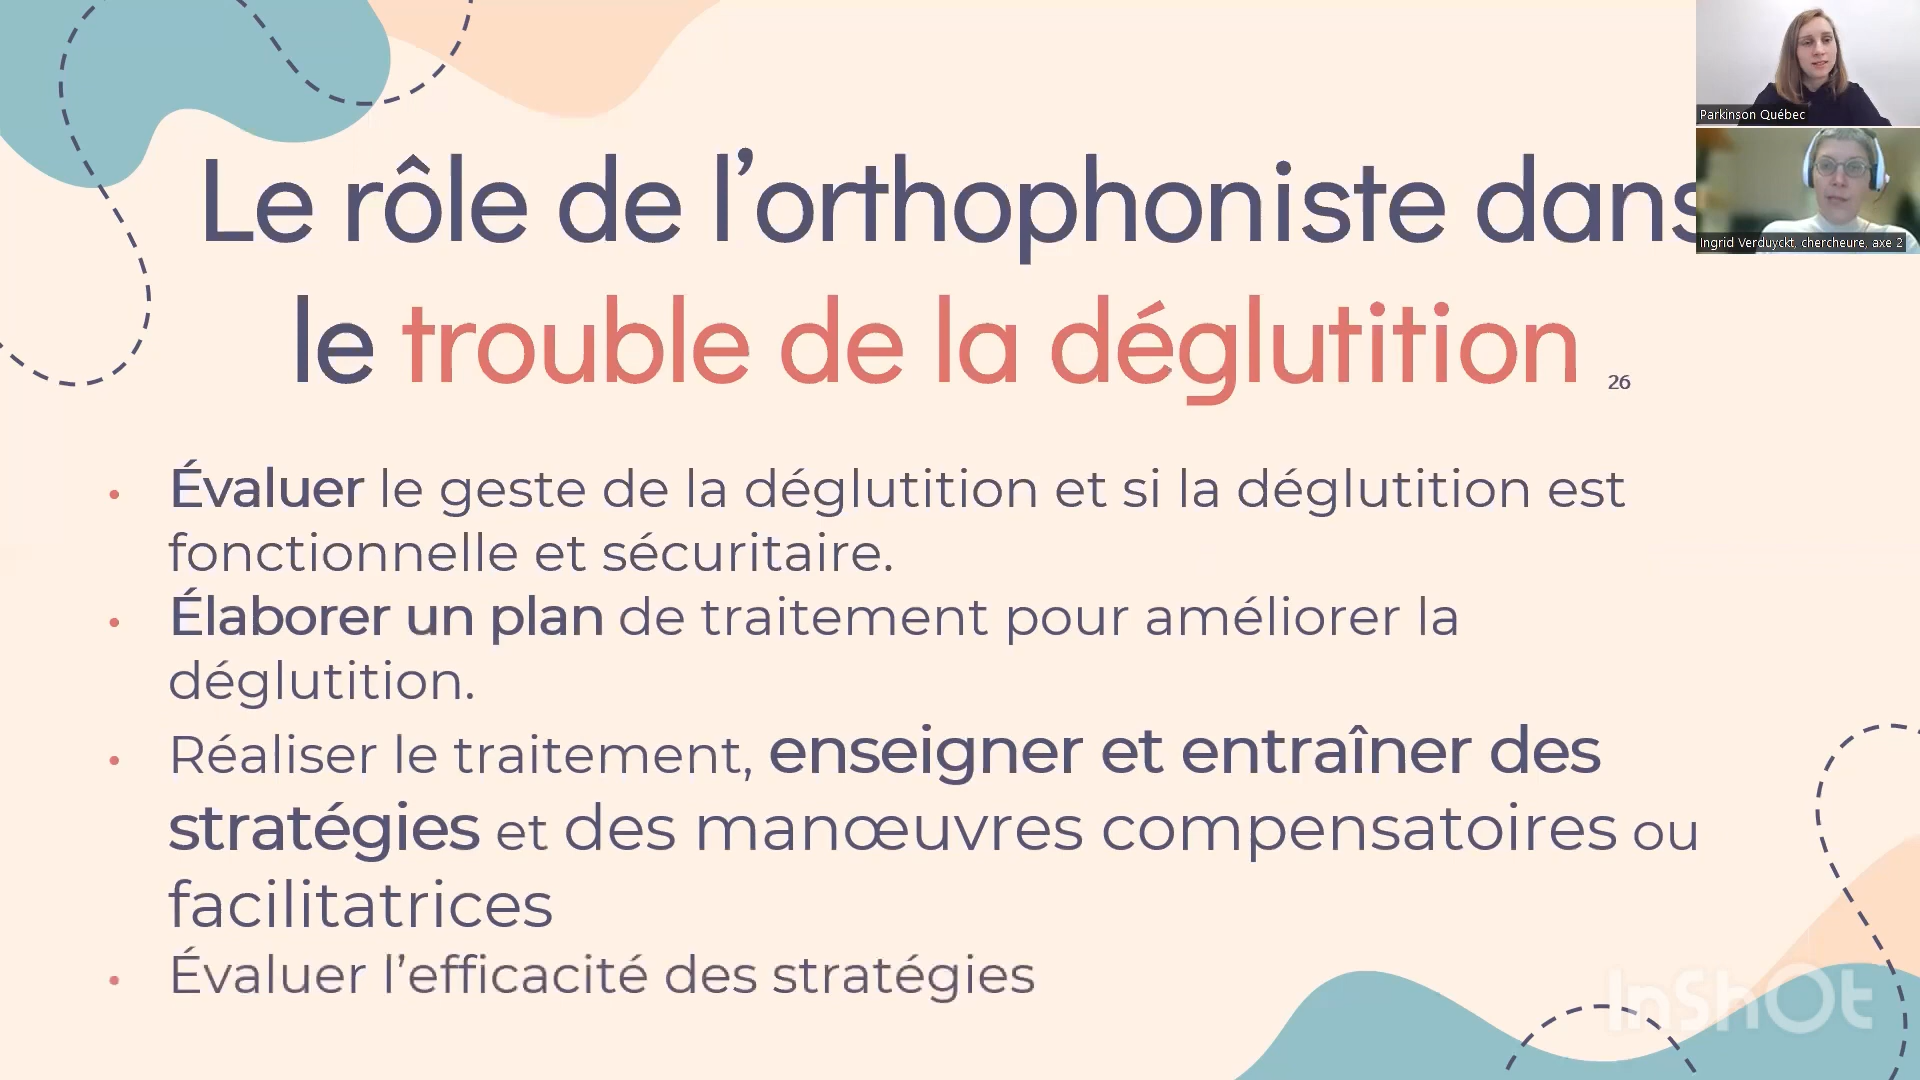 Parkinson Québec
Ingrid Verduyckt, chercheure, axe 2
Le rôle de l’orthophoniste dans
le trouble de la déglutition 26
• Évaluer le geste de la déglutition et si la déglutition est
fonctionnelle et sécuritaire.
• Élaborer un plan de traitement pour améliorer la
déglutition.
• Réaliser le traitement, enseigner et entraîner des
stratégies et des manœuvres compensatoires ou
facilitatrices
• Évaluer l’efficacité des stratégies
InShOt